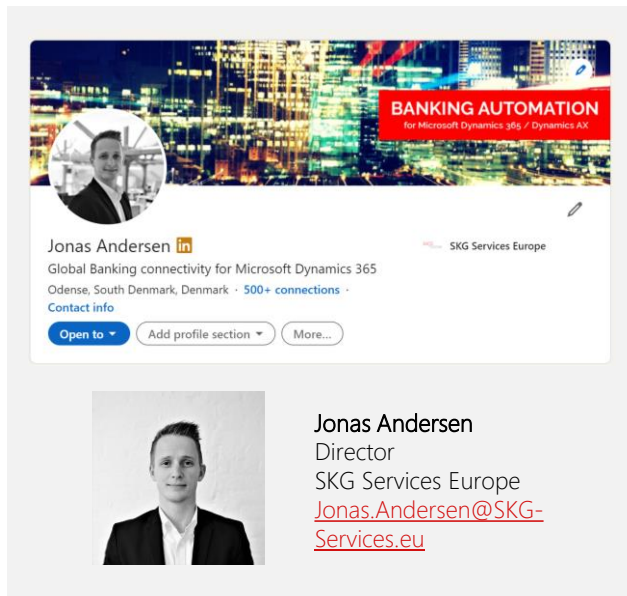 BANKING AUTOMATION
for Microsoft Dynamics 365 / Dynamics AX
Jonas Andersen in
SKG Services Europe
Global Banking connectivity for Microsoft Dynamics 365
Odense, South Denmark, Denmark · 500+ connections ·
Contact info
Open to
Add profile section
More...
Jonas Andersen
Director
SKG Services Europe
Jonas.Andersen@SKG-
Services.eu